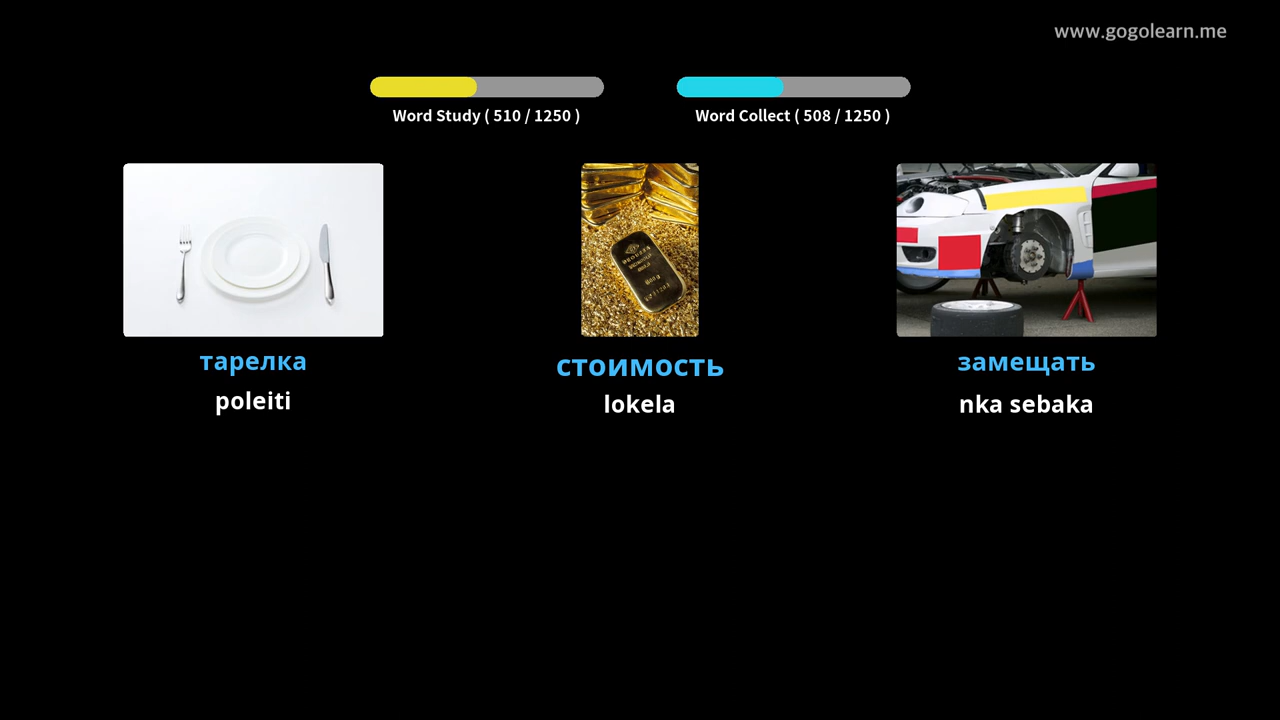 www.gogolearn.me
Word Study ( 510 / 1250 )
Word Collect ( 508 / 1250 )
тарелка
стоимость
замещать
poleiti
lokela
nka sebaka